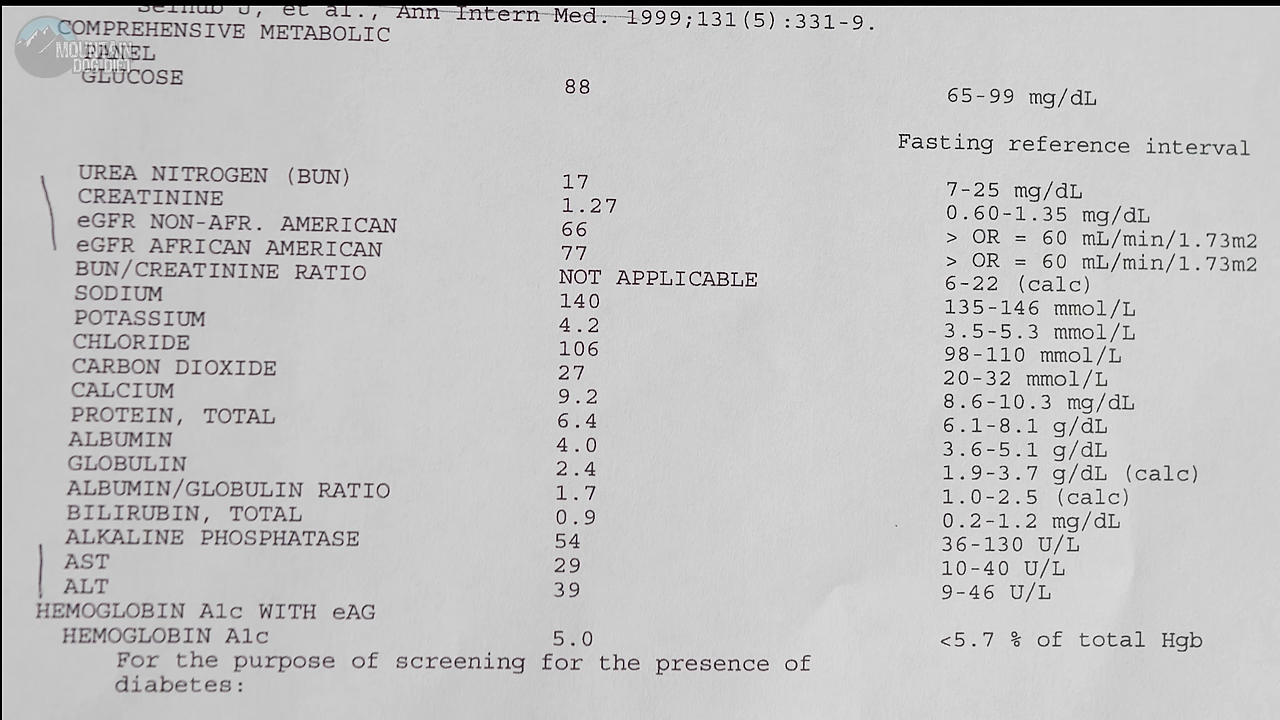 Selhub J, et al., Ann Intern Med. 1999;131(5):331-9.
COMPREHENSIVE METABOLIC
PANEL
MOUNTAIN
DOG DIET
GLUCOSE 88 65-99 mg/dL
Fasting reference interval
UREA NITROGEN (BUN) 17 7-25 mg/dL
CREATININE 1.27 0.60-1.35 mg/dL
eGFR NON-AFR. AMERICAN 66 > OR = 60 mL/min/1.73m2
eGFR AFRICAN AMERICAN 77 > OR = 60 mL/min/1.73m2
BUN/CREATININE RATIO NOT APPLICABLE 6-22 (calc)
SODIUM 140 135-146 mmol/L
POTASSIUM 4.2 3.5-5.3 mmol/L
CHLORIDE 106 98-110 mmol/L
CARBON DIOXIDE 27 20-32 mmol/L
CALCIUM 9.2 8.6-10.3 mg/dL
PROTEIN, TOTAL 6.4 6.1-8.1 g/dL
ALBUMIN 4.0 3.6-5.1 g/dL
GLOBULIN 2.4 1.9-3.7 g/dL (calc)
ALBUMIN/GLOBULIN RATIO 1.7 1.0-2.5 (calc)
BILIRUBIN, TOTAL 0.9 0.2-1.2 mg/dL
ALKALINE PHOSPHATASE 54 36-130 U/L
AST 29 10-40 U/L
ALT 39 9-46 U/L
HEMOGLOBIN A1c WITH eAG
HEMOGLOBIN A1c 5.0 <5.7 % of total Hgb
For the purpose of screening for the presence of
diabetes: